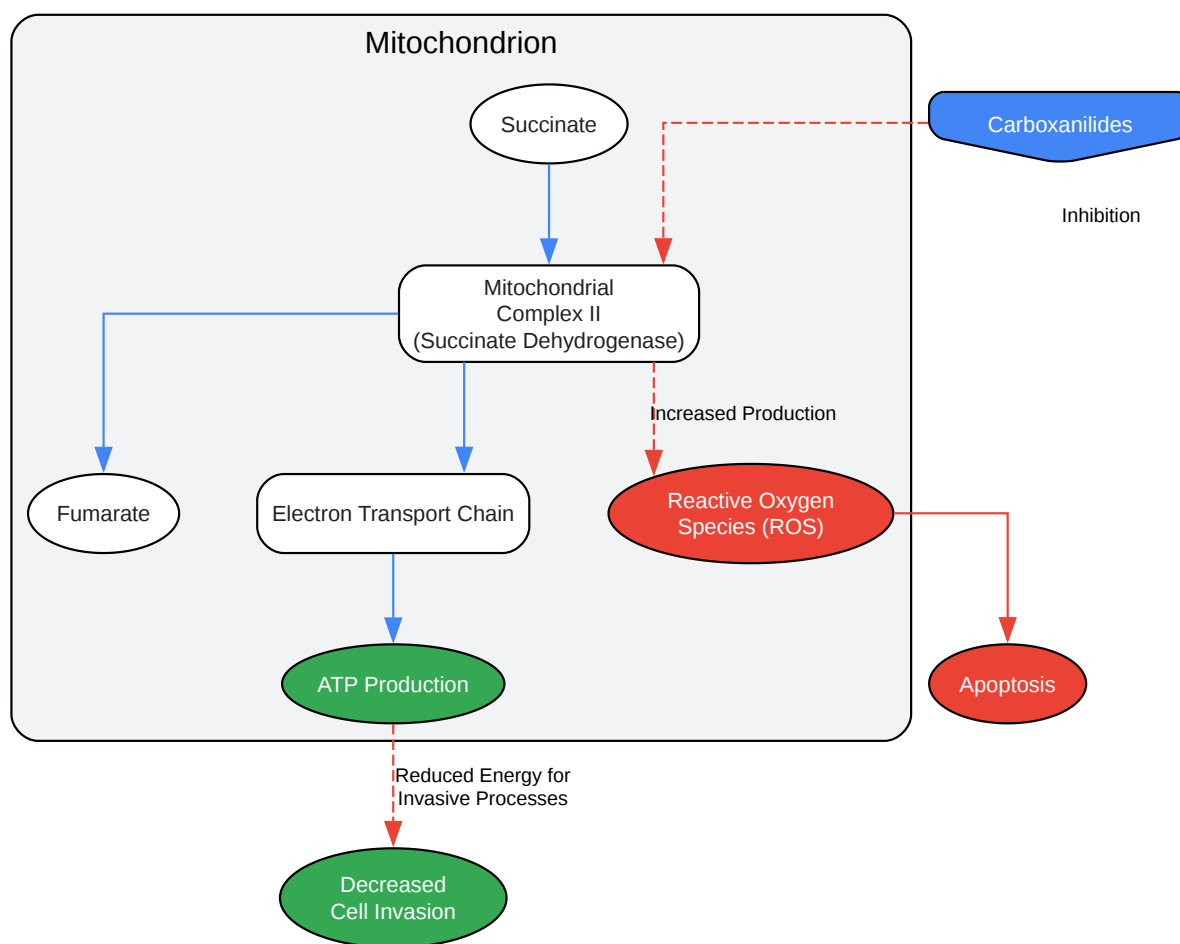 Mitochondrion
Succinate
Carboxanilides
Inhibition
Mitochondrial
Complex II
(Succinate Dehydrogenase)
Increased Production
Fumarate
Electron Transport Chain
Reactive Oxygen
Species (ROS)
ATP Production
Apoptosis
Reduced Energy for
Invasive Processes
Decreased
Cell Invasion